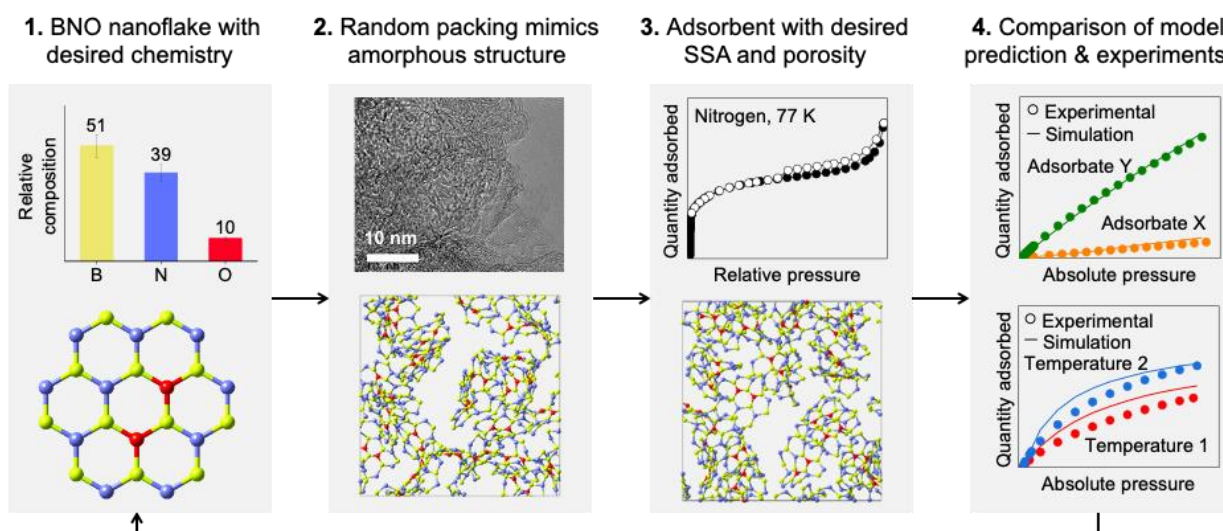 1. BNO nanoflake with
desired chemistry
2. Random packing mimics
amorphous structure
3. Adsorbent with desired
SSA and porosity
4. Comparison of model
prediction & experiments
Relative
composition
51
39
10
B
N
O
10 nm
Quantity adsorbed
Nitrogen, 77 K
Relative pressure
Quantity adsorbed
Experimental
Simulation
Adsorbate Y
Adsorbate X
Absolute pressure
Quantity adsorbed
Experimental
Simulation
Temperature 2
Temperature 1
Absolute pressure